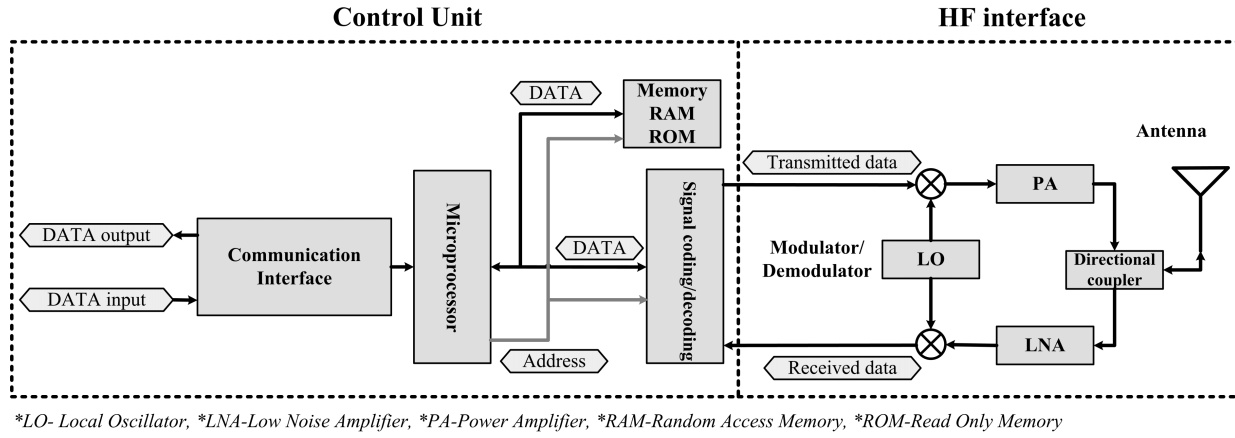 Control Unit
HF interface
DATA
Memory
RAM
ROM
Antenna
Transmitted data
PA
Microprocessor
Signal coding/decoding
DATA output
Communication
Interface
DATA
Modulator/
Demodulator
LO
Directional
coupler
DATA input
Address
Received data
LNA
*LO- Local Oscillator, *LNA-Low Noise Amplifier, *PA-Power Amplifier, *RAM-Random Access Memory, *ROM-Read Only Memory